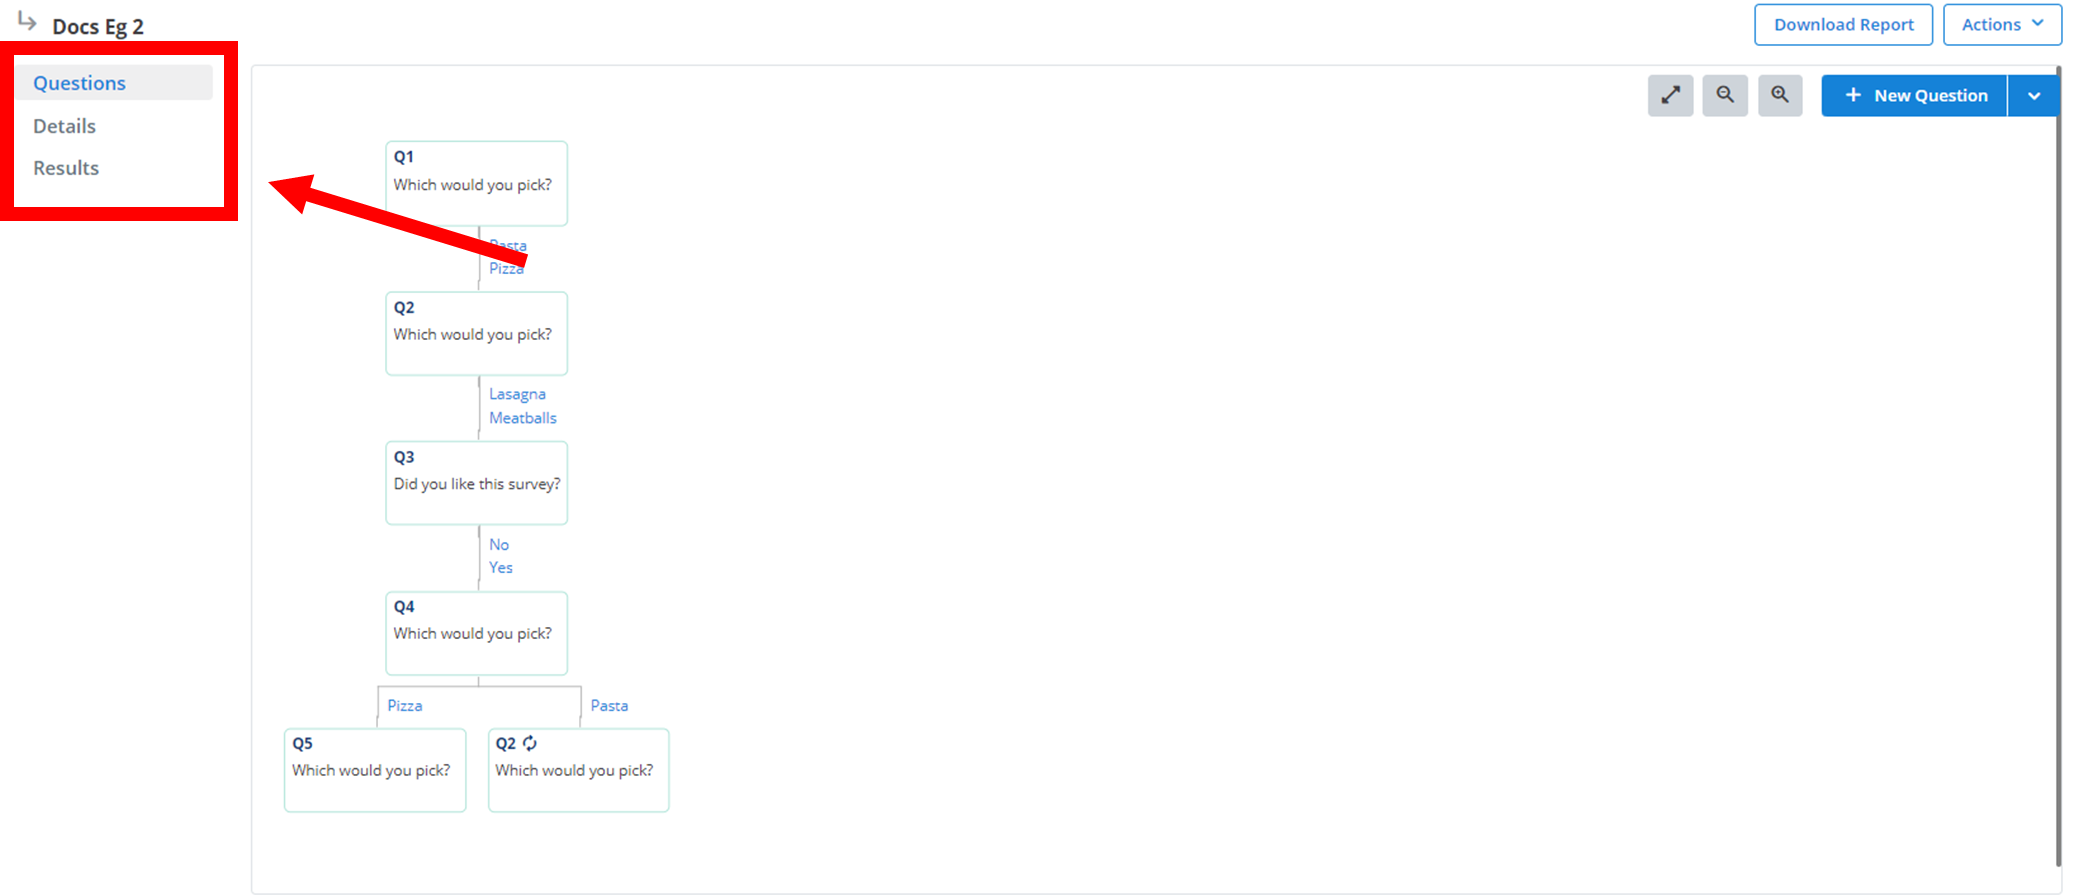 Docs Eg 2
Download Report
Actions
Questions
Details
Results
New Question
Q1
Which would you pick?
Pasta
Pizza
Q2
Which would you pick?
Lasagna
Meatballs
Q3
Did you like this survey?
No
Yes
Q4
Which would you pick?
Pizza
Pasta
Q5
Which would you pick?
Q2
Which would you pick?